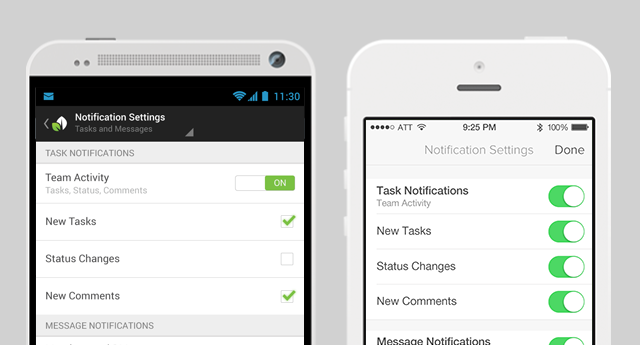 11:30
Notification Settings
Tasks and Messages
TASK NOTIFICATIONS
Team Activity
Tasks, Status, Comments
ON
New Tasks
Status Changes
New Comments
MESSAGE NOTIFICATIONS
ATT
9:25 PM
100%
Notification Settings
Done
Task Notifications
Team Activity
New Tasks
Status Changes
New Comments
Message Notifications